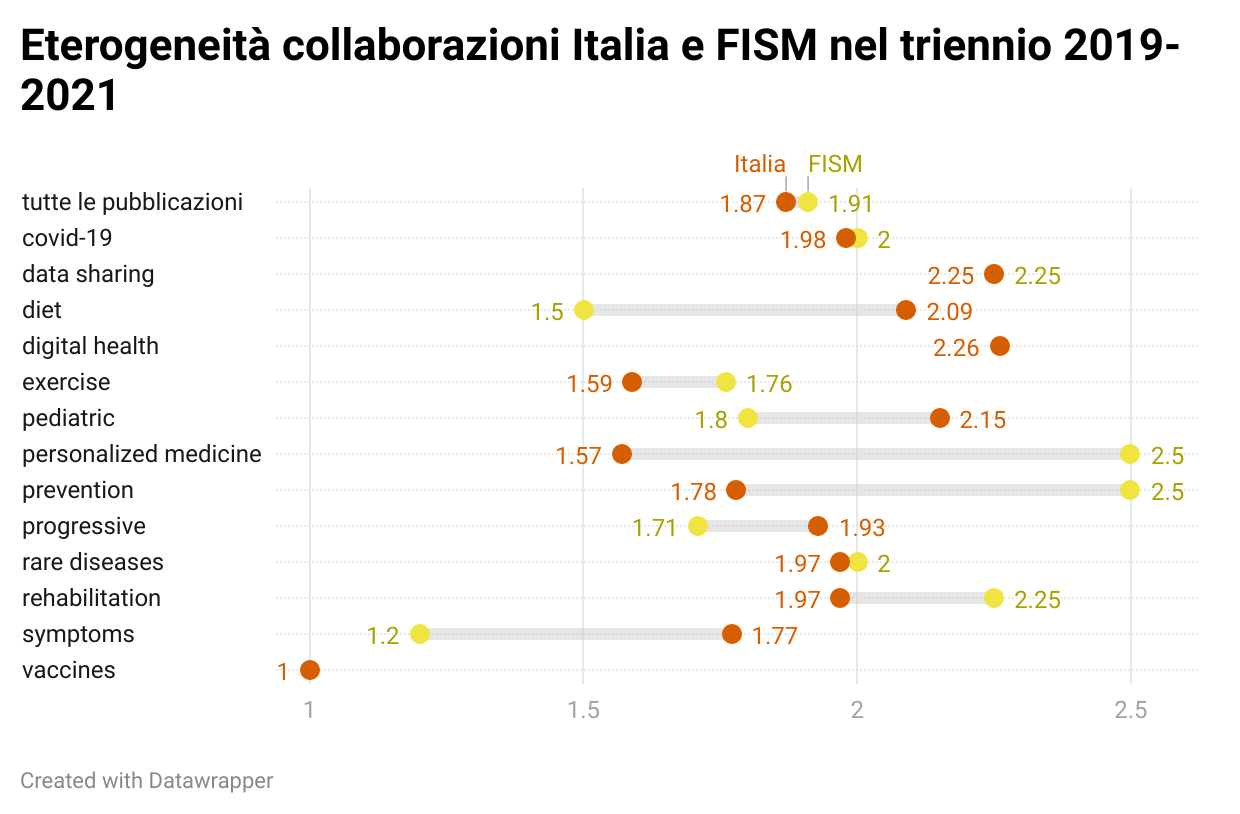 Eterogeneità collaborazioni Italia e FISM nel triennio 2019-
2021
Italia FISM
tutte le pubblicazioni 1.87 1.91
covid-19 1.98 2
data sharing 2.25 2.25
diet 1.5 2.09
digital health 2.26
exercise 1.59 1.76
pediatric 1.8 2.15
personalized medicine 1.57 2.5
prevention 1.78 2.5
progressive 1.71 1.93
rare diseases 1.97 2
rehabilitation 1.97 2.25
symptoms 1.2 1.77
vaccines 1
1 1.5 2 2.5
Created with Datawrapper